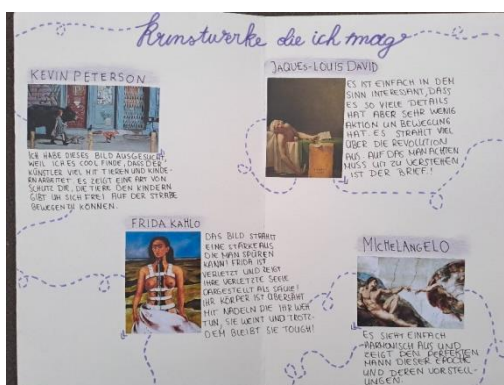 Kunstwerke die ich mag
KEVIN PETERSON
ICH HABE DIESES BILD AUSGESUCHT,
WEIL ICH ES COOL FINDE, DASS DER
KÜNSTLER VIEL MIT TIEREN UND KINDE-
RN ARBEITET. ES ZEIGT EINE ART VON
SCHUTZ DIE, DIE TIERE DEN KINDERN
GIBT UM SICH FREI AUF DER STRAßE
BEWEGEN ZU KÖNNEN.
JAQUES-LOUIS DAVID
ES IST EINFACH IN DEM
SINN INTERESSANT, DASS
ES SO VIELE DETAILS
HAT ABER SEHR WENIG
AKTION UN BEWEGUNG
HAT. ES STRAHLT VIEL
ÜBER DIE REVOLUTION
AUS. AUF DAS MAN ACHTEN
MUSS UM ZU VERSTEHEN
IST DER BRIEF!
FRIDA KAHLO
DAS BILD STRAHLT
EINE STÄRKE AUS
DIE MAN SPÜREN
KANN! FRIDA IST
VERLETZT UND ZEIGT
IHRE VERLETZTE SEELE
DARGESTELLT ALS SÄULE!
IHR KÖRPER IST ÜBERSÄHT
MIT NADELN DIE IHR WEH
TUN, SIE WEINT UND TROTZ-
DEM BLEIBT SIE TOUGH!
MICHELANGELO
ES SIEHT EINFACH
HARMONISCH AUS UND
ZEIGT DEN PERFEKTEN
MANN DIESER EPOCHE
UND DEREN VORSTELL-
UNGEN.